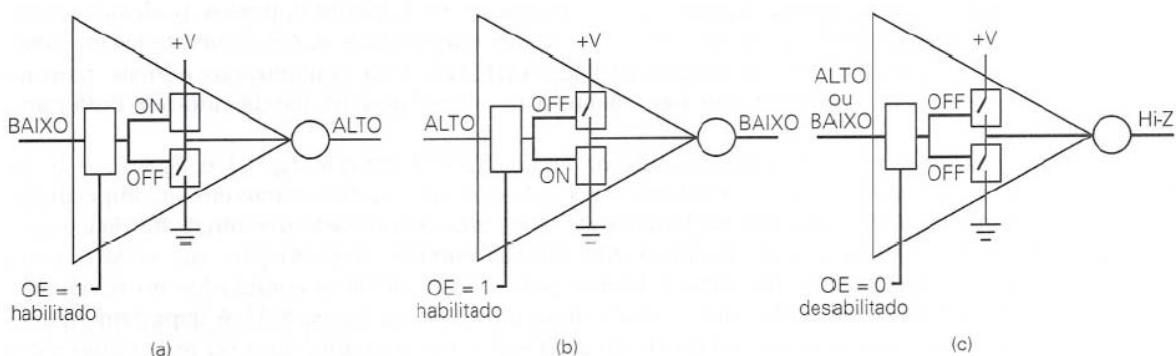 +V
ON
BAIXO
ALTO
OFF
OE = 1
habilitado
(a)
+V
OFF
ALTO
BAIXO
ON
OE = 1
habilitado
(b)
+V
ALTO
ou
BAIXO
OFF
Hi-Z
OFF
OE = 0
desabilitado
(c)